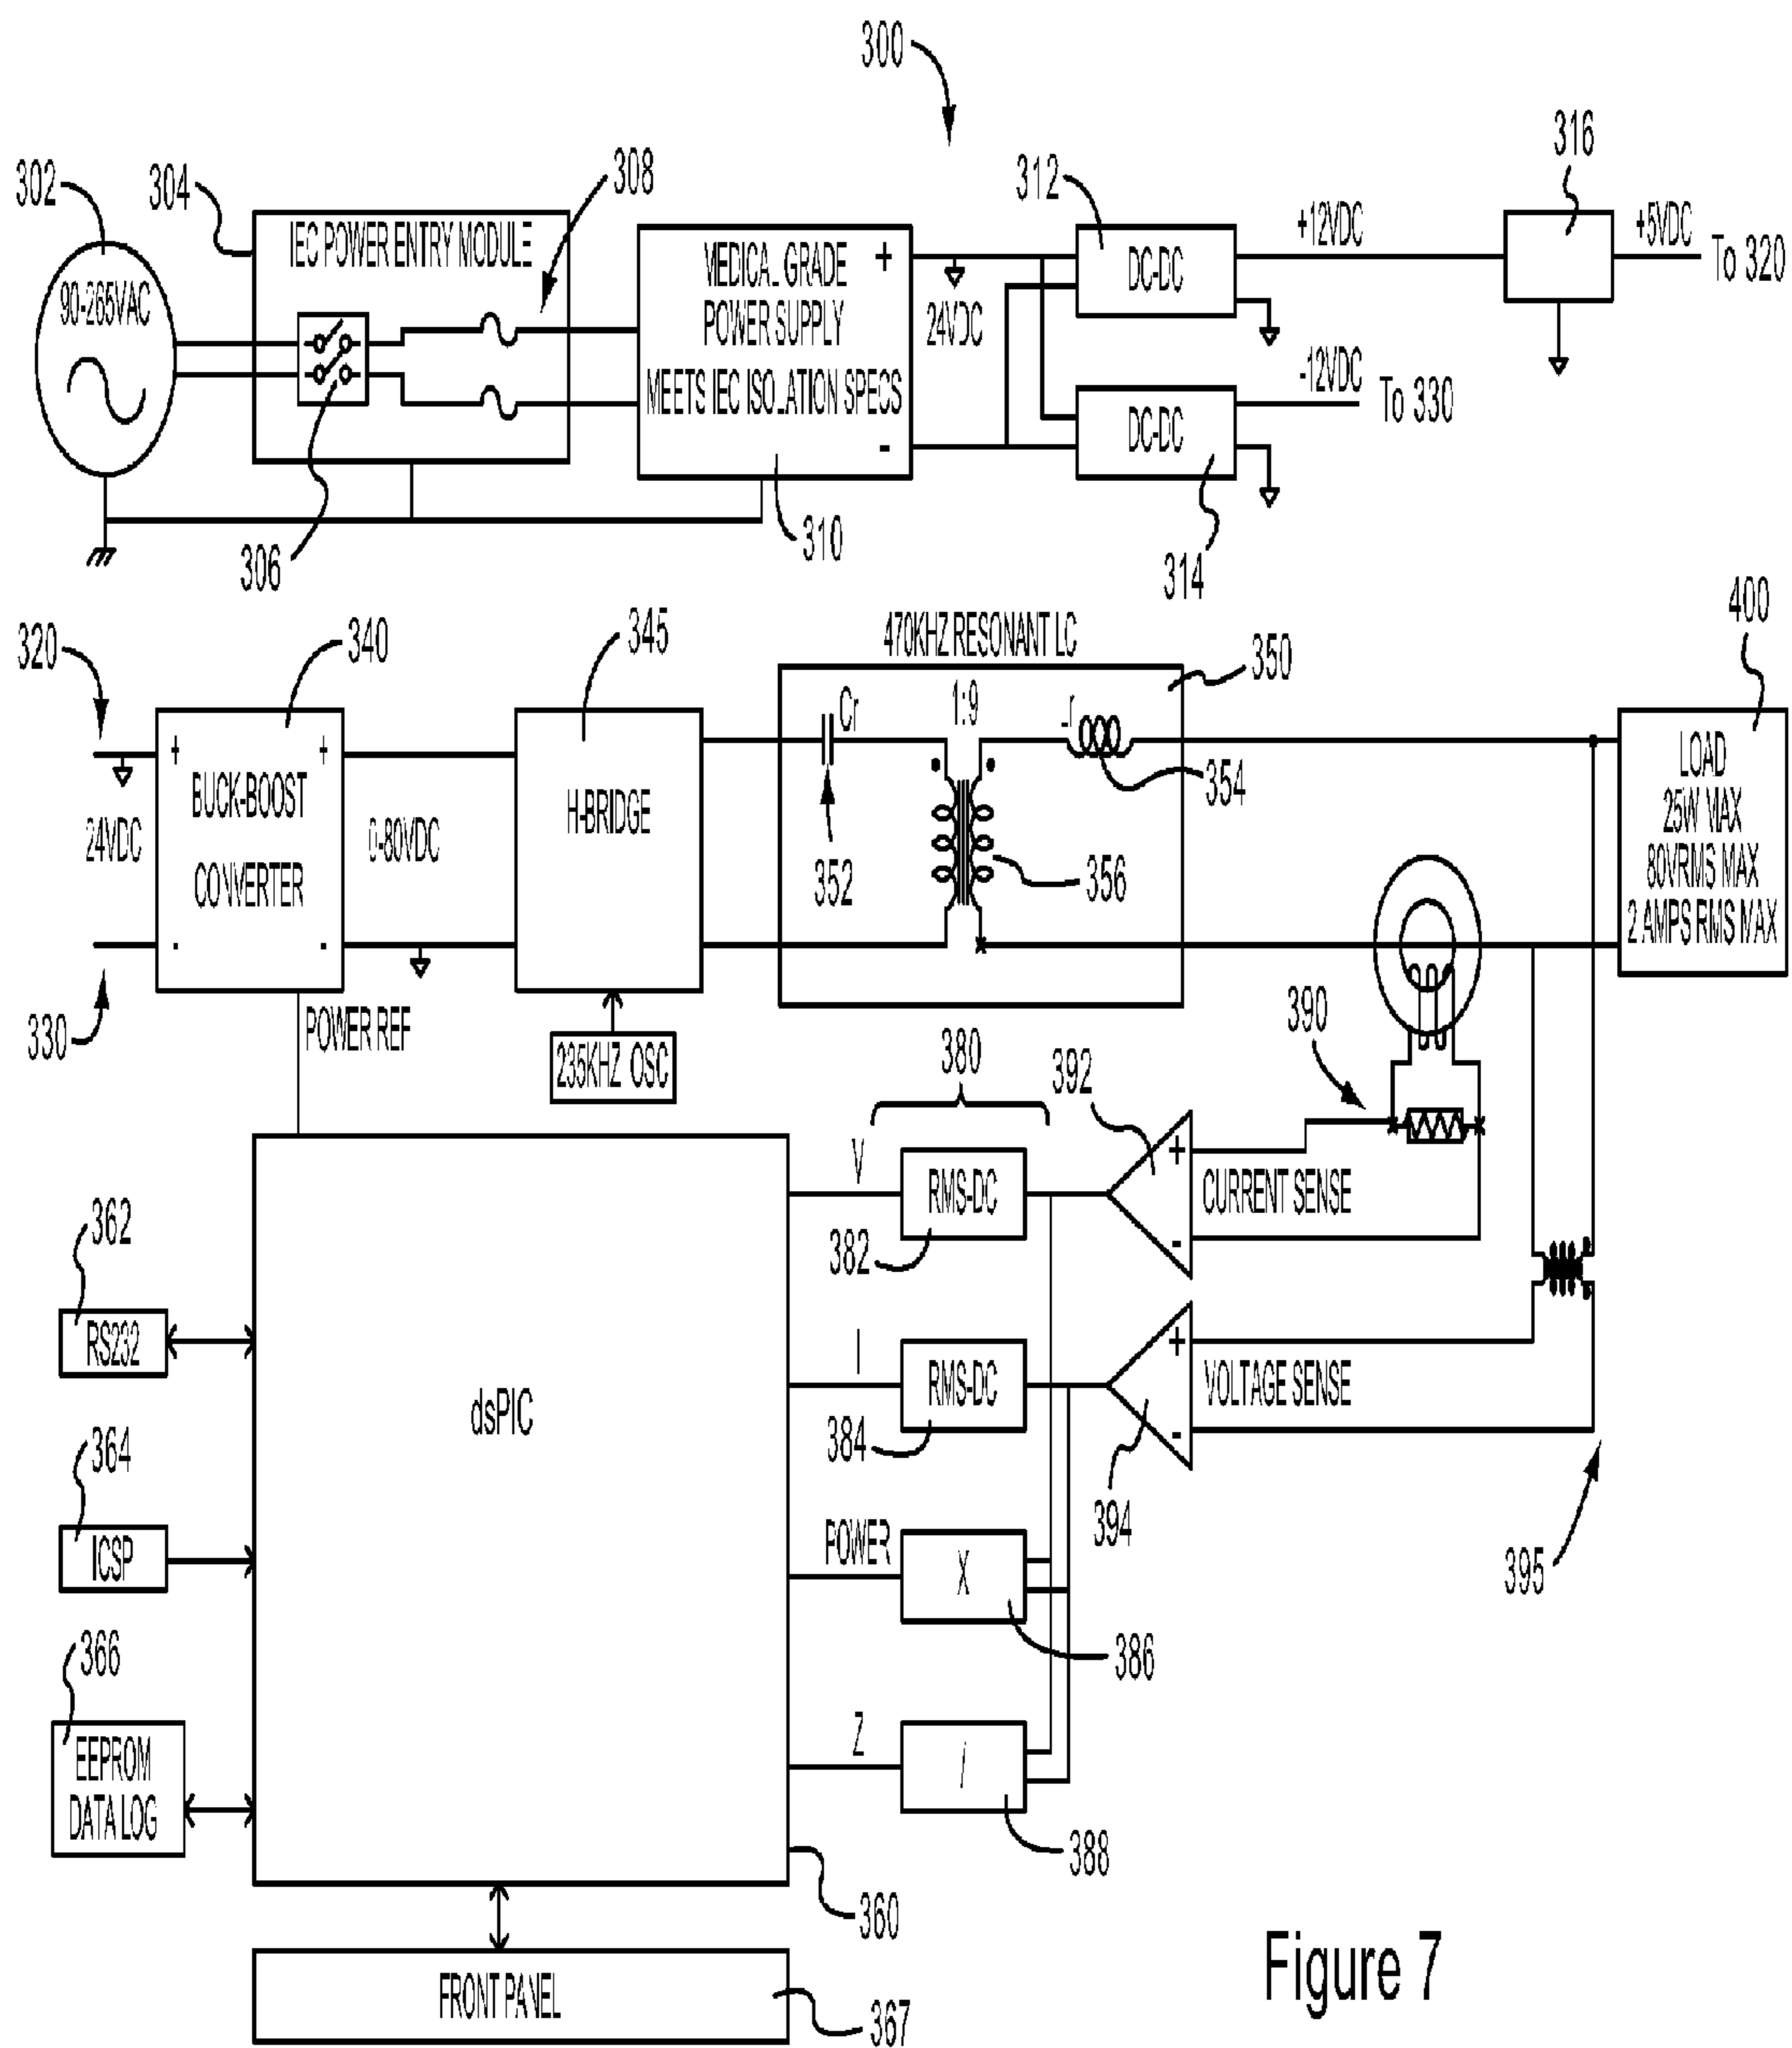 300
302
304
308
312
316
IEC POWER ENTRY MODULE
90-265VAC
MEDICAL GRADE
POWER SUPPLY
MEETS IEC ISOLATION SPECS
+
-
24VDC
DC-DC
+12VDC
+5VDC
To 320
DC-DC
-12VDC
To 330
306
310
314
320
340
345
470KHZ RESONANT LC
350
400
+
+
BUCK-BOOST
CONVERTER
-
-
24VDC
0-80VDC
H-BRIDGE
Cr
1:9
352
354
356
LOAD
25W MAX
80VRMS MAX
2 AMPS RMS MAX
330
POWER REF
235KHZ OSC
380
392
390
V
RMS-DC
382
+
-
CURRENT SENSE
362
RS232
dsPIC
I
RMS-DC
384
+
-
VOLTAGE SENSE
394
395
364
ICSP
POWER
X
386
366
EEPROM
DATA LOG
Z
/
388
360
FRONT PANEL
367
Figure 7